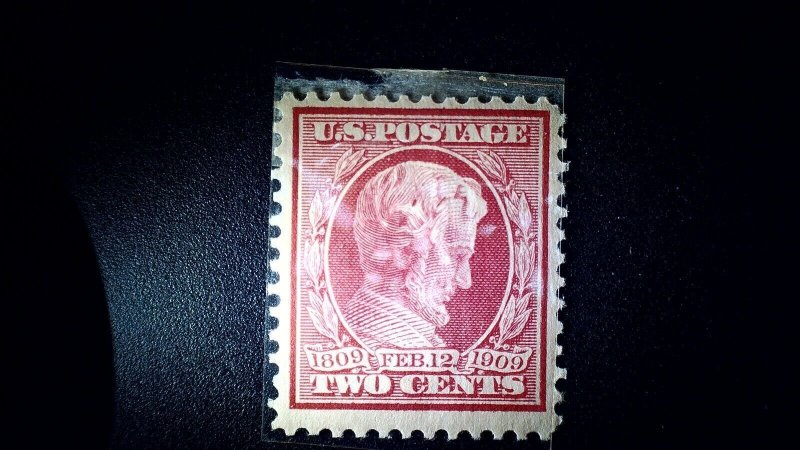 U.S. POSTAGE
1809 FEB. 12 1909
TWO CENTS